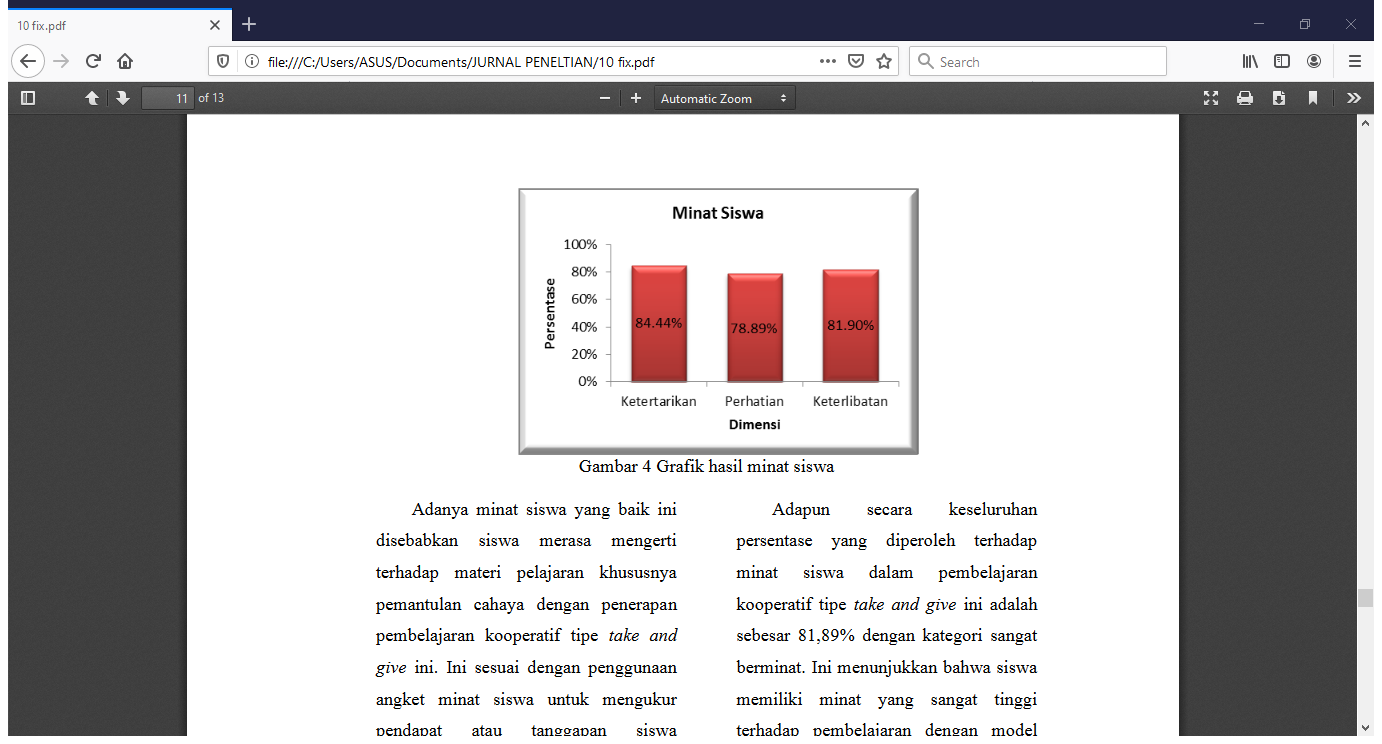 10 fix.pdf
file:///C:/Users/ASUS/Documents/JURNAL PENELTIAN/10 fix.pdf
Search
11 of 13
Automatic Zoom
Minat Siswa
100%
80%
60%
40%
20%
0%
Persentase
84.44%
78.89%
81.90%
Ketertarikan Perhatian Keterlibatan
Dimensi
Gambar 4 Grafik hasil minat siswa
Adanya minat siswa yang baik ini
disebabkan siswa merasa mengerti
terhadap materi pelajaran khususnya
pemantulan cahaya dengan penerapan
pembelajaran kooperatif tipe take and
give ini. Ini sesuai dengan penggunaan
angket minat siswa untuk mengukur
pendapat atau tanggapan siswa
Adapun secara keseluruhan
persentase yang diperoleh terhadap
minat siswa dalam pembelajaran
kooperatif tipe take and give ini adalah
sebesar 81,89% dengan kategori sangat
berminat. Ini menunjukkan bahwa siswa
memiliki minat yang sangat tinggi
terhadap pembelajaran dengan model